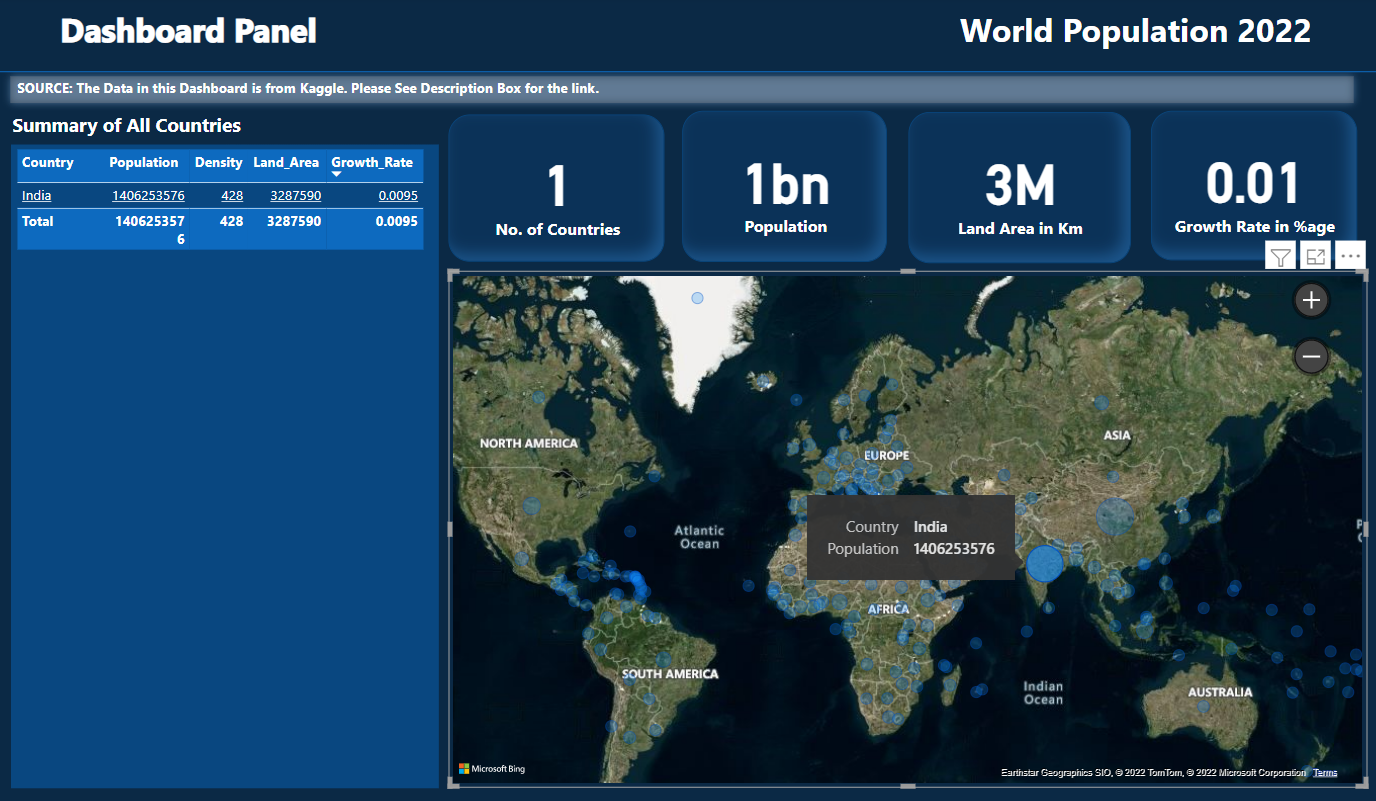 Dashboard Panel
World Population 2022
SOURCE: The Data in this Dashboard is from Kaggle. Please See Description Box for the link.
Summary of All Countries
Country Population Density Land_Area Growth_Rate
India 1406253576 428 3287590 0.0095
Total 140625357 428 3287590 0.0095
6
1
No. of Countries
1bn
Population
3M
Land Area in Km
0.01
Growth Rate in %age
NORTH AMERICA
ASIA
EUROPE
Atlantic
Ocean
Country India
Population 1406253576
AFRICA
SOUTH AMERICA
Indian
Ocean
AUSTRALIA
Microsoft Bing
Earthstar Geographics SIO, © 2022 TomTom, © 2022 Microsoft Corporation Terms